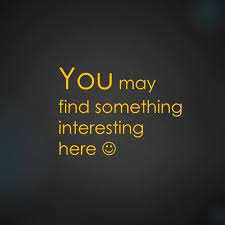 You may
find something
interesting
here ☺